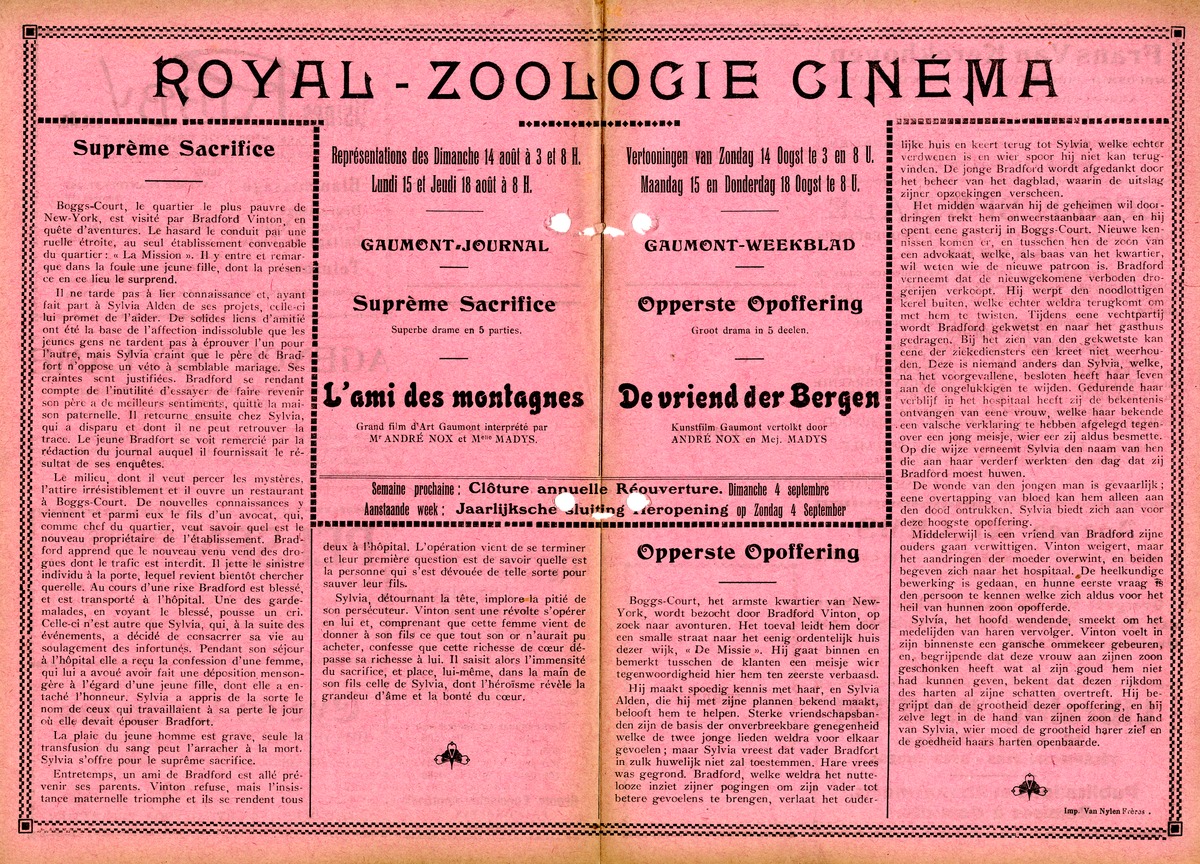 ROYAL - ZOOLOGIE CINÉMA
Suprème Sacrifice
Boggs-Court, le quartier le plus pauvre de
New-York, est visité par Bradford Vinton, en
quête d'aventures. Le hasard le conduit par une
ruelle étroite, au seul établissement convenable
du quartier : « La Mission ». Il y entre et remar-
que dans la foule une jeune fille, dont la présen-
ce en ce lieu le surprend.
Il ne tarde pas à lier connaissance et, ayant
fait part à Sylvia Alden de ses projets, celle-ci
lui promet de l'aider. De solides liens d'amitié
ont été la base de l'affection indissoluble que les
jeunes gens ne tardent pas à éprouver l'un pour
l'autre, mais Sylvia craint que le père de Brad-
fort n'oppose un véto à semblable mariage. Ses
craintes sont justifiées. Bradford se rendant
compte de l'inutilité d'essayer de faire revenir
son père a de meilleurs sentiments, quitte la mai-
son paternelle. Il retourne ensuite chez Sylvia,
qui a disparu et dont il ne peut retrouver la
trace. Le jeune Bradfort se voit remercié par la
rédaction du journal auquel il fournissait le ré-
sultat de ses enquêtes.
Le milieu, dont il veut percer les mystères,
l'attire irrésistiblement et il ouvre un restaurant
à Boggs-Court. De nouvelles connaissances y
viennent et parmi eux le fils d'un avocat, qui,
comme chef du quartier, veut savoir quel est le
nouveau propriétaire de l'établissement. Brad-
ford apprend que le nouveau venu vend des dro-
gues dont le trafic est interdit. Il jette le sinistre
individu à la porte, lequel revient bientôt chercher
querelle. Au cours d'une rixe Bradford est blessé,
et est transporté à l'hôpital. Une des garde-
malades, en voyant le blessé, pousse un cri.
Celle-ci n'est autre que Sylvia, qui, à la suite des
événements, a décidé de consacrrer sa vie au
soulagement des infortunés. Pendant son séjour
à l'hôpital elle a reçu la confession d'une femme,
qui lui a avoué avoir fait une déposition menson-
gère à l'égard d'une jeune fille, dont elle a en-
taché l'honneur. Sylvia a appris de la sorte le
nom de ceux qui travaillaient à sa perte le jour
où elle devait épouser Bradfort.
La plaie du jeune homme est grave, seule la
transfusion du sang peut l'arracher à la mort.
Sylvia s'offre pour le suprême sacrifice.
Entretemps, un ami de Bradford est allé pré-
venir ses parents. Vinton refuse, mais l'insis-
tance maternelle triomphe et ils se rendent tous
Représentations des Dimanche 14 août à 3 et 8 H.
Lundi 15 et Jeudi 18 août à 8 H.
GAUMONT-JOURNAL
Suprème Sacrifice
Superbe drame en 5 parties.
L'ami des montagnes
Grand film d'Art Gaumont interprété par
Mr ANDRÉ NOX et Mme MADYS.
Vertooningen van Zondag 14 Oogst te 3 en 8 U.
Maandag 15 en Donderdag 18 Oogst te 8 U.
GAUMONT-WEEKBLAD
Opperste Opoffering
Groot drama in 5 deelen.
De vriend der Bergen
Kunstfilm Gaumont vertolkt door
ANDRÉ NOX en Mej. MADYS
Semaine prochaine : Clôture annuelle Réouverture. Dimanche 4 septembre
Aanstaande week : Jaarlijksche sluiting Heropening op Zondag 4 September
deux à l'hôpital. L'opération vient de se terminer
et leur première question est de savoir quelle est
la personne qui s'est dévouée de telle sorte pour
sauver leur fils.
Sylvia, détournant la tête, implore la pitié de
son persécuteur. Vinton sent une révolte s'opérer
en lui et, comprenant que cette femme vient de
donner à son fils ce que tout son or n'aurait pu
acheter, confesse que cette richesse de cœur dé-
passe sa richesse à lui. Il saisit alors l'immensité
du sacrifice, et place, lui-même, dans la main de
son fils celle de Sylvia, dont l'héroïsme révèle la
grandeur d'âme et la bonté du cœur.
Opperste Opoffering
Boggs-Court, het armste kwartier van New-
York, wordt bezocht door Bradford Vinton, op
zoek naar avonturen. Het toeval leidt hem door
een smalle straat naar het eenig ordentelijk huis
dezer wijk, « De Missie ». Hij gaat binnen en
bemerkt tusschen de klanten een meisje wier
tegenwoordigheid hier hem ten zeerste verbaasd.
Hij maakt spoedig kennis met haar, en Sylvia
Alden, die hij met zijne plannen bekend maakt,
belooft hem te helpen. Sterke vriendschapsban-
den zijn de basis der onverbreekbare genegenheid
welke de twee jonge lieden weldra voor elkaar
gevoelen ; maar Sylvia vreest dat vader Bradfort
in zulk huwelijk niet zal toestemmen. Hare vrees
was gegrond. Bradford, welke weldra het nutte-
looze inziet zijner pogingen om zijn vader tot
betere gevoelens te brengen, verlaat het ouder-
lijke huis en keert terug tot Sylvia, welke echter
verdwenen is en wier spoor hij niet kan terug-
vinden. De jonge Bradford wordt afgedankt door
het beheer van het dagblad, waarin de uitslag
zijner opzoekingen verscheen.
Het midden waarvan hij de geheimen wil door-
dringen trekt hem onweerstaanbaar aan, en hij
opent eene gasterij in Boggs-Court. Nieuwe ken-
nissen komen er, en tusschen hen de zoon van
een advokaat, welke, als baas van het kwartier,
wil weten wie de nieuwe patroon is. Bradford
verneemt dat de nieuwgekomene verboden dro-
gerijen verkoopt. Hij werpt den noodlottigen
kerel buiten, welke echter weldra terugkomt om
met hem te twisten. Tijdens eene vechtpartij
wordt Bradford gekwetst en naar het gasthuis
gedragen. Bij het zien van den gekwetste kan
eene der ziekediensters een kreet niet weerhou-
den. Deze is niemand anders dan Sylvia, welke,
na het voorgevallene, besloten heeft haar leven
aan de ongelukkigen te wijden. Gedurende haar
verblijf in het hospitaal heeft zij de bekentenis
ontvangen van eene vrouw, welke haar bekende
een valsche verklaring te hebben afgelegd tegen-
over een jong meisje, wier eer zij aldus besmette.
Op die wijze verneemt Sylvia den naam van hen
die aan haar verderf werkten den dag dat zij
Bradford moest huwen.
De wonde van den jongen man is gevaarlijk ;
eene overtapping van bloed kan hem alleen aan
den dood ontrukken. Sylvia biedt zich aan voor
deze hoogste opoffering.
Middelerwijl is een vriend van Bradford zijne
ouders gaan verwittigen. Vinton weigert, maar
het aandringen der moeder overwint, en beiden
begeven zich naar het hospitaal. De heelkundige
bewerking is gedaan, en hunne eerste vraag is
den persoon te kennen welke zich aldus voor het
heil van hunnen zoon opofferde.
Sylvia, het hoofd wendende, smeekt om het
medelijden van haren vervolger. Vinton voelt in
zijn binnenste een gansche ommekeer gebeuren,
en, begrijpende dat deze vrouw aan zijnen zoon
geschonken heeft wat al zijn goud hem niet
had kunnen geven, bekent dat dezen rijkdom
des harten al zijne schatten overtreft. Hij be-
grijpt dan de grootheid dezer opoffering, en hij
zelve legt in de hand van zijnen zoon de hand
van Sylvia, wier moed de grootheid harer ziel en
de goedheid haars harten openbaarde.
Imp. Van Nylen Frères .